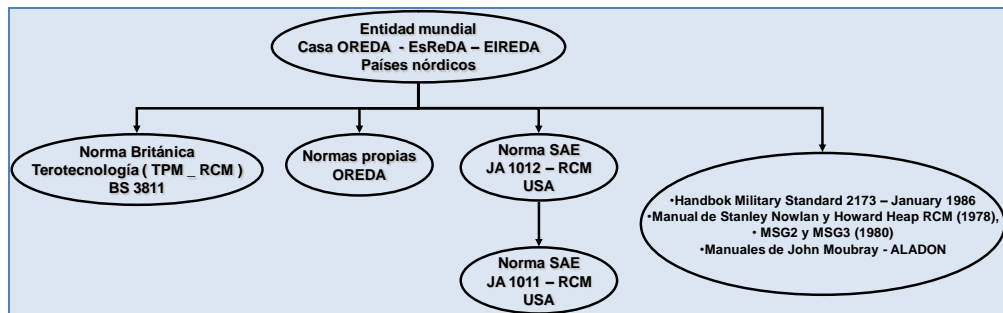 Entidad mundial
Casa OREDA - EsReDA – EIREDA
Países nórdicos
Norma Británica
Terotecnología ( TPM _ RCM )
BS 3811
Normas propias
OREDA
Norma SAE
JA 1012 – RCM
USA
•Handbok Military Standard 2173 – January 1986
•Manual de Stanley Nowlan y Howard Heap RCM (1978),
• MSG2 y MSG3 (1980)
•Manuales de John Moubray - ALADON
Norma SAE
JA 1011 – RCM
USA